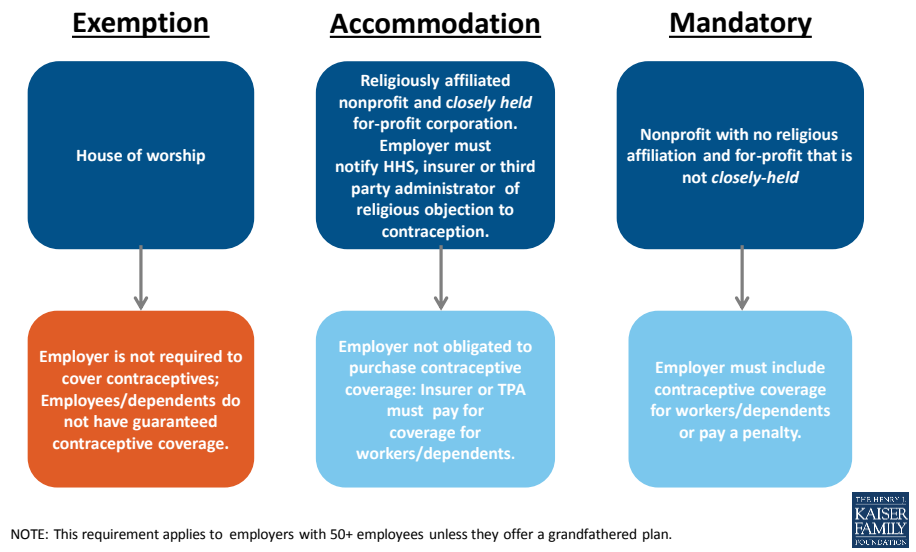 Exemption
Accommodation
Mandatory
House of worship
Religiously affiliated
nonprofit and closely held
for-profit corporation.
Employer must
notify HHS, insurer or third
party administrator of
religious objection to
contraception.
Nonprofit with no religious
affiliation and for-profit that is
not closely-held
Employer is not required to
cover contraceptives;
Employees/dependents do
not have guaranteed
contraceptive coverage.
Employer not obligated to
purchase contraceptive
coverage: Insurer or TPA
must pay for
coverage for
workers/dependents.
Employer must include
contraceptive coverage
for workers/dependents
or pay a penalty.
NOTE: This requirement applies to employers with 50+ employees unless they offer a grandfathered plan.
THE HENRY J.
KAISER
FAMILY
FOUNDATION